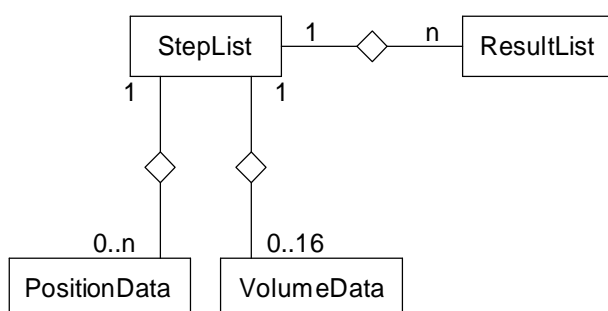 StepList 1 n ResultList
1 1
0..n 0..16
PositionData VolumeData